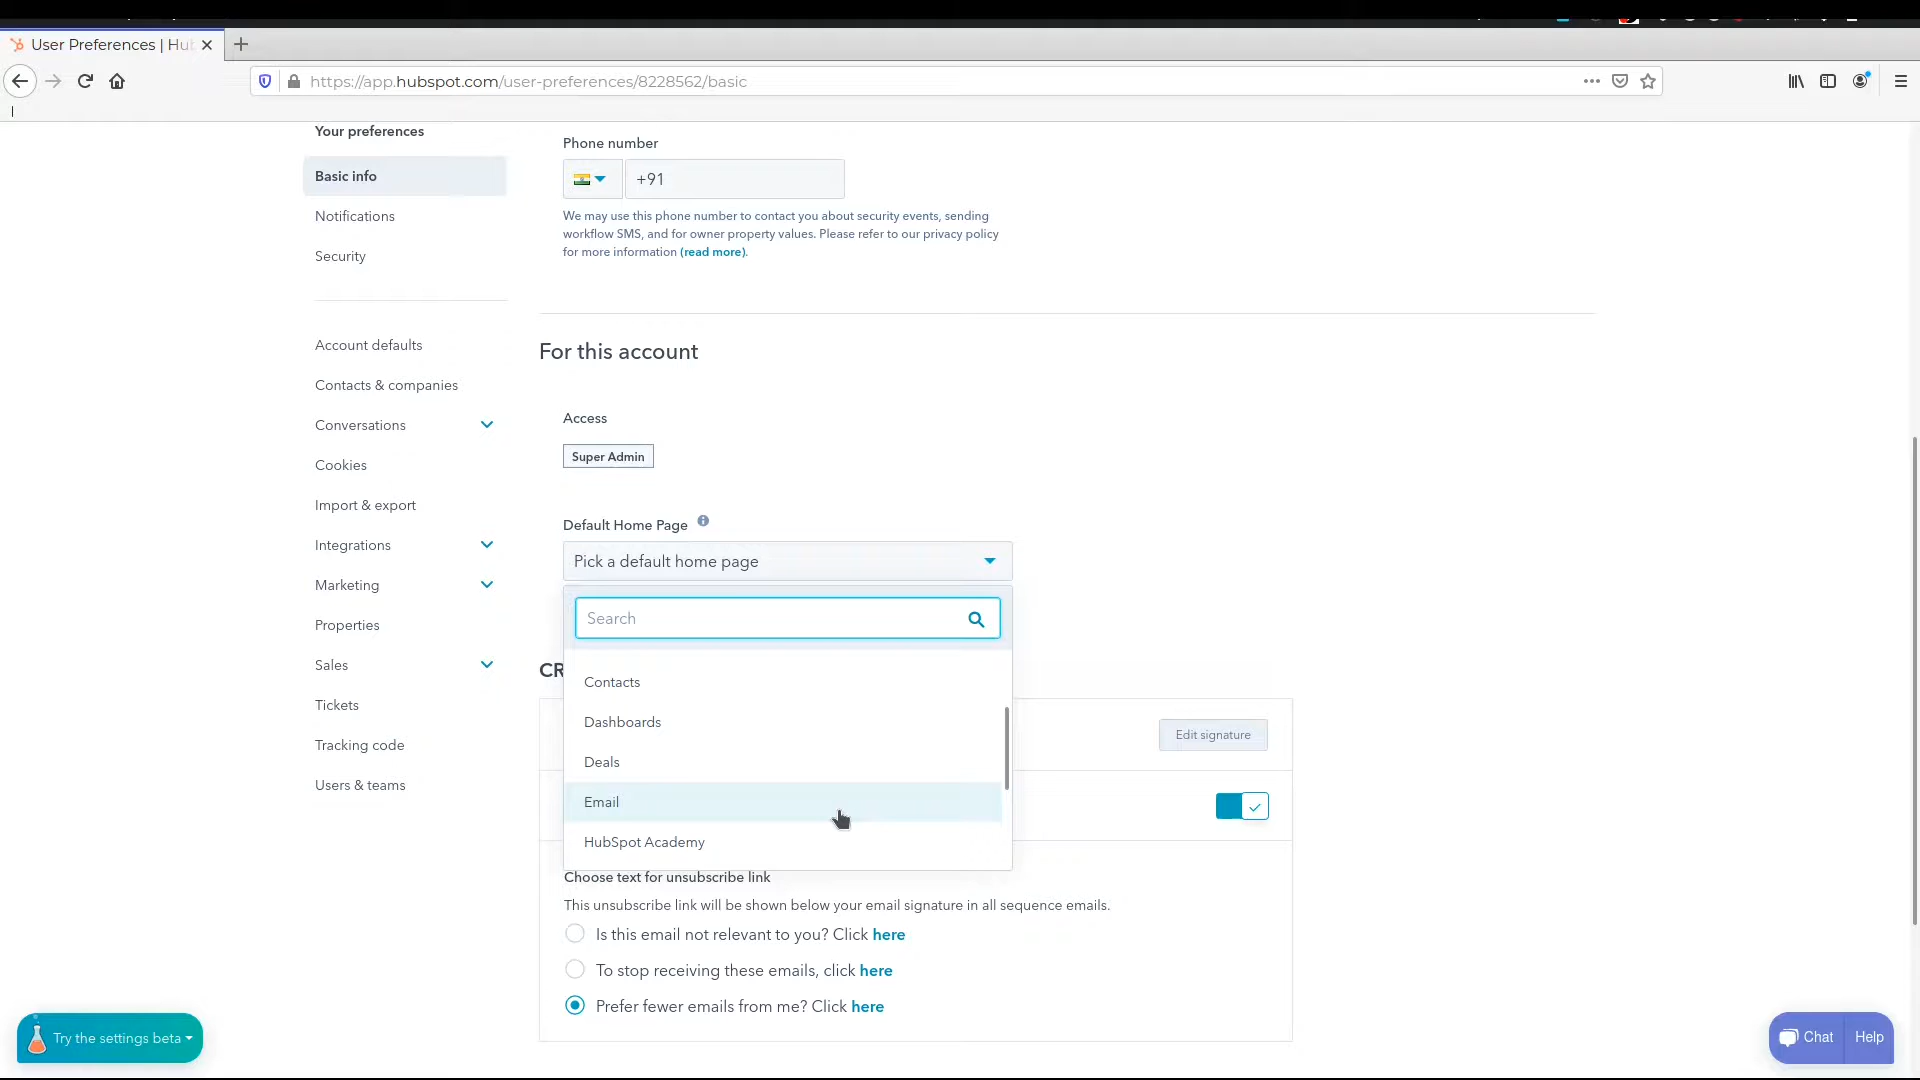 User Preferences | Hu
https://app.hubspot.com/user-preferences/8228562/basic
Your preferences
Basic info
Notifications
Security
Account defaults
Contacts & companies
Conversations
Cookies
Import & export
Integrations
Marketing
Properties
Sales
Tickets
Tracking code
Users & teams
Phone number
+91
We may use this phone number to contact you about security events, sending
workflow SMS, and for owner property values. Please refer to our privacy policy
for more information (read more).
For this account
Access
Super Admin
Default Home Page
Pick a default home page
Search
CR
Contacts
Dashboards
Deals
Email
HubSpot Academy
Edit signature
Choose text for unsubscribe link
This unsubscribe link will be shown below your email signature in all sequence emails.
Is this email not relevant to you? Click here
To stop receiving these emails, click here
Prefer fewer emails from me? Click here
Try the settings beta
Chat
Help